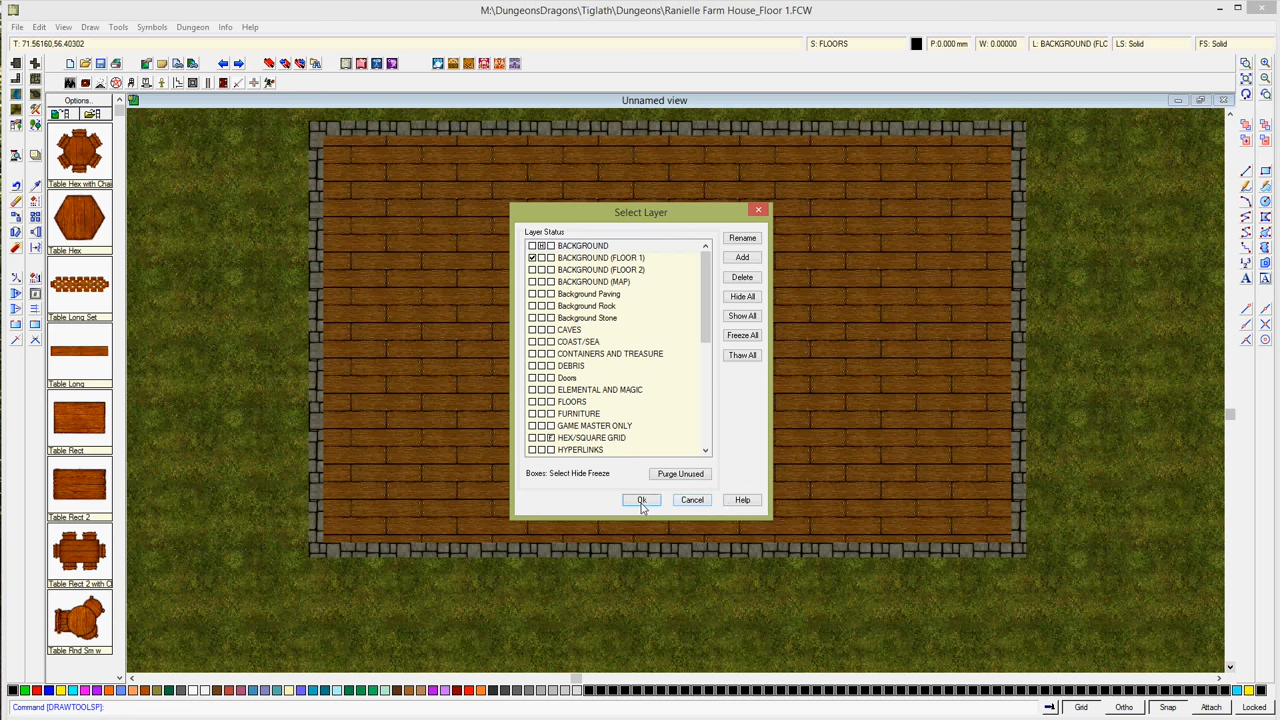 M:\DungeonsDragons\Tiglath\Dungeons\Ranielle Farm House_Floor 1.FCW
File Edit View Draw Tools Symbols Dungeon Info Help
T: 71.56160,56.40302 S: FLOORS P:0.000 mm W: 0.00000 L: BACKGROUND (FLC LS: Solid FS: Solid
Options..
Unnamed view
Table Hex with Chai
Table Hex
Table Long Set
Table Long
Table Rect
Table Rect 2
Table Rect 2 with C
Table Rnd Sm w
Select Layer
Layer Status
BACKGROUND
BACKGROUND (FLOOR 1)
BACKGROUND (FLOOR 2)
BACKGROUND (MAP)
Background Paving
Background Rock
Background Stone
CAVES
COAST/SEA
CONTAINERS AND TREASURE
DEBRIS
Doors
ELEMENTAL AND MAGIC
FLOORS
FURNITURE
GAME MASTER ONLY
HEX/SQUARE GRID
HYPERLINKS
Rename
Add
Delete
Hide All
Show All
Freeze All
Thaw All
Boxes: Select Hide Freeze Purge Unused
Ok Cancel Help
Command [DRAWTOOLSP]: Grid Ortho Snap Attach Locked